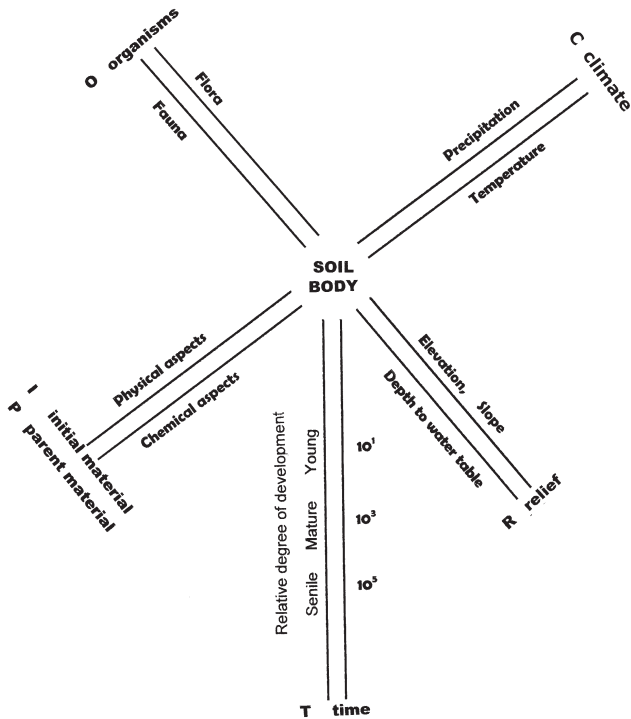 O organisms
Flora
Fauna
C climate
Precipitation
Temperature
SOIL
BODY
Physical aspects
Chemical aspects
I initial material
P parent material
Elevation, Slope
Depth to water table
R relief
Relative degree of development
Senile Mature Young
10¹
10³
10⁵
T time